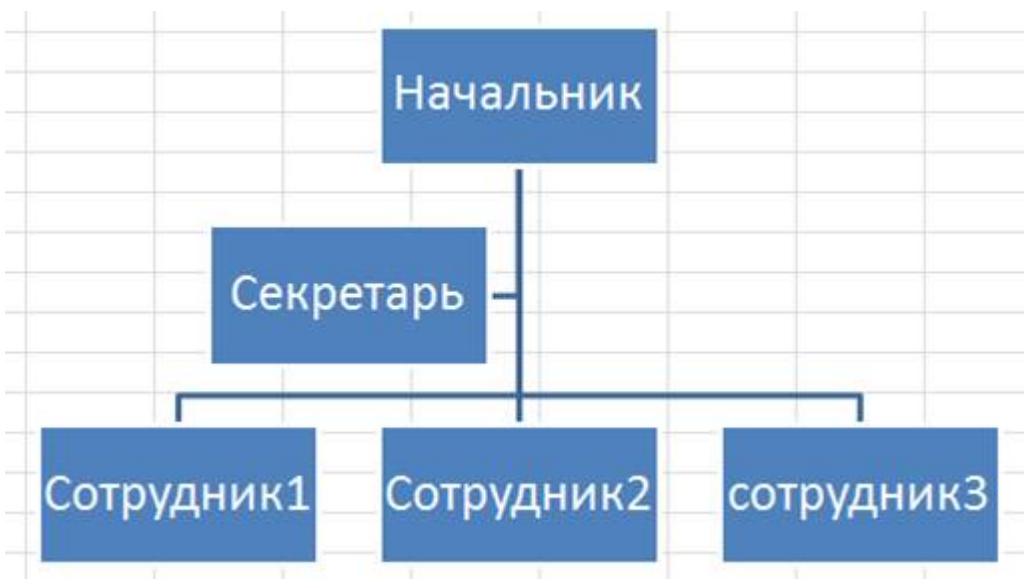 Начальник
Секретарь
Сотрудник1
Сотрудник2
сотрудник3